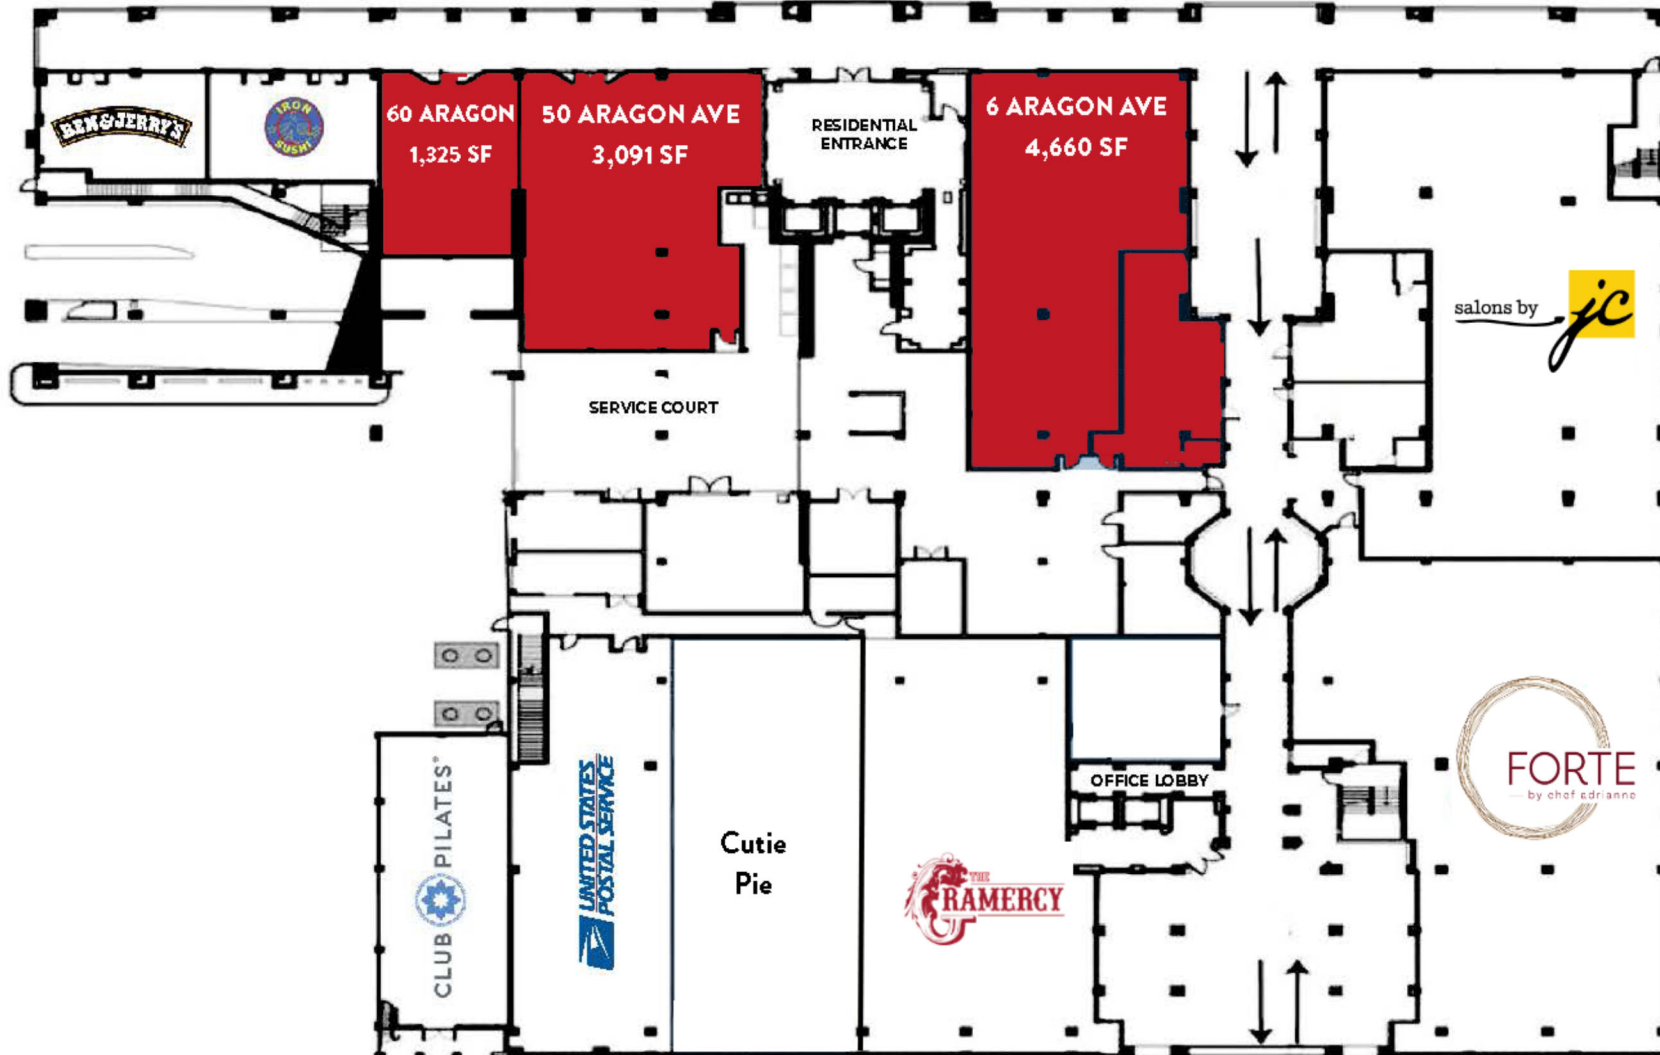 BEN & JERRY'S
IRON
SUSHI
60 ARAGON
1,325 SF
50 ARAGON AVE
3,091 SF
RESIDENTIAL
ENTRANCE
6 ARAGON AVE
4,660 SF
salons by jc
SERVICE COURT
OFFICE LOBBY
CLUB PILATES®
UNITED STATES
POSTAL SERVICE
Cutie
Pie
THE
GRAMERCY
FORTE
by chef adrianne